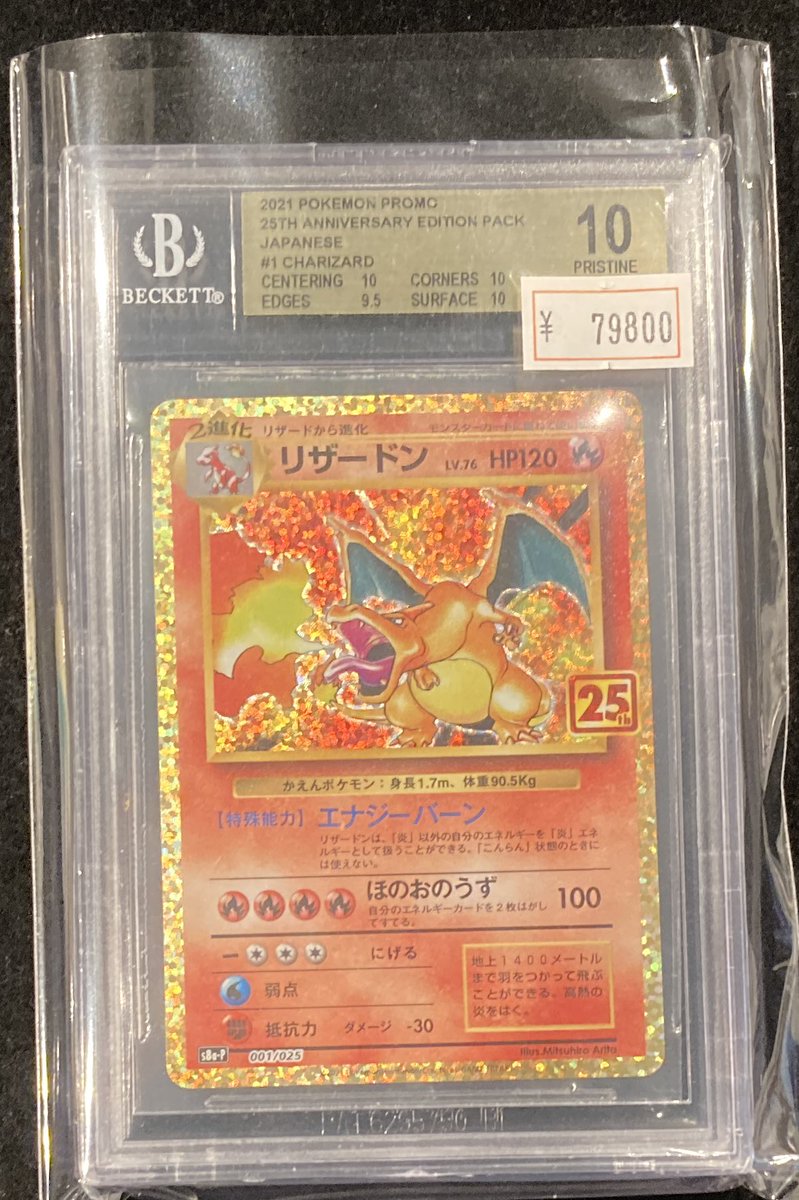 2021 POKEMON PROMO
25TH ANNIVERSARY EDITION PACK
JAPANESE
#1 CHARIZARD
CENTERING 10 CORNERS 10
EDGES 9.5 SURFACE 10
10
PRISTINE
B
BECKETT®
¥ 79800
2進化 リザードから進化
リザードン LV.76 HP120
25th
かえんポケモン:身長1.7m、体重90.5Kg
【特殊能力】エナジーバーン
リザードンは、「炎」以外の自分のエネルギーを「炎」エネ
ルギーとして扱うことができる。「こんらん」状態のときに
は使えない。
ほのおのうず 100
自分のエネルギーカードを2枚はがし
てすてる。
にげる
弱点
抵抗力 ダメージ -30
地上1400メートル
まで羽をつかって飛ぶ
ことができる。高熱の
炎をはく。
s8a-P 001/025
Illus.Mitsuhiro Arita